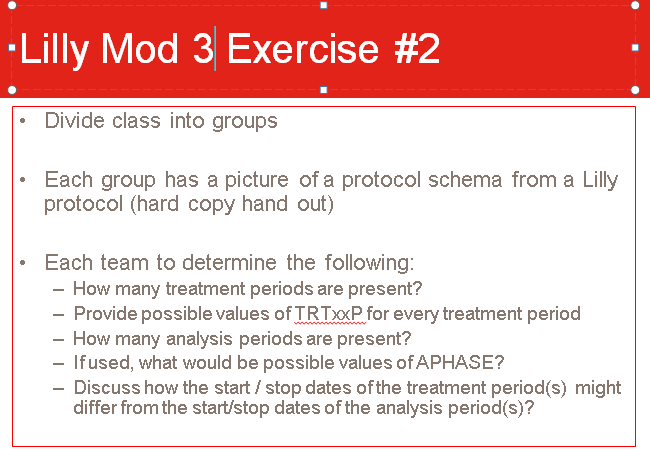 Lilly Mod 3 Exercise #2
• Divide class into groups
• Each group has a picture of a protocol schema from a Lilly
protocol (hard copy hand out)
• Each team to determine the following:
– How many treatment periods are present?
– Provide possible values of TRTxxP for every treatment period
– How many analysis periods are present?
– If used, what would be possible values of APHASE?
– Discuss how the start / stop dates of the treatment period(s) might
differ from the start/stop dates of the analysis period(s)?